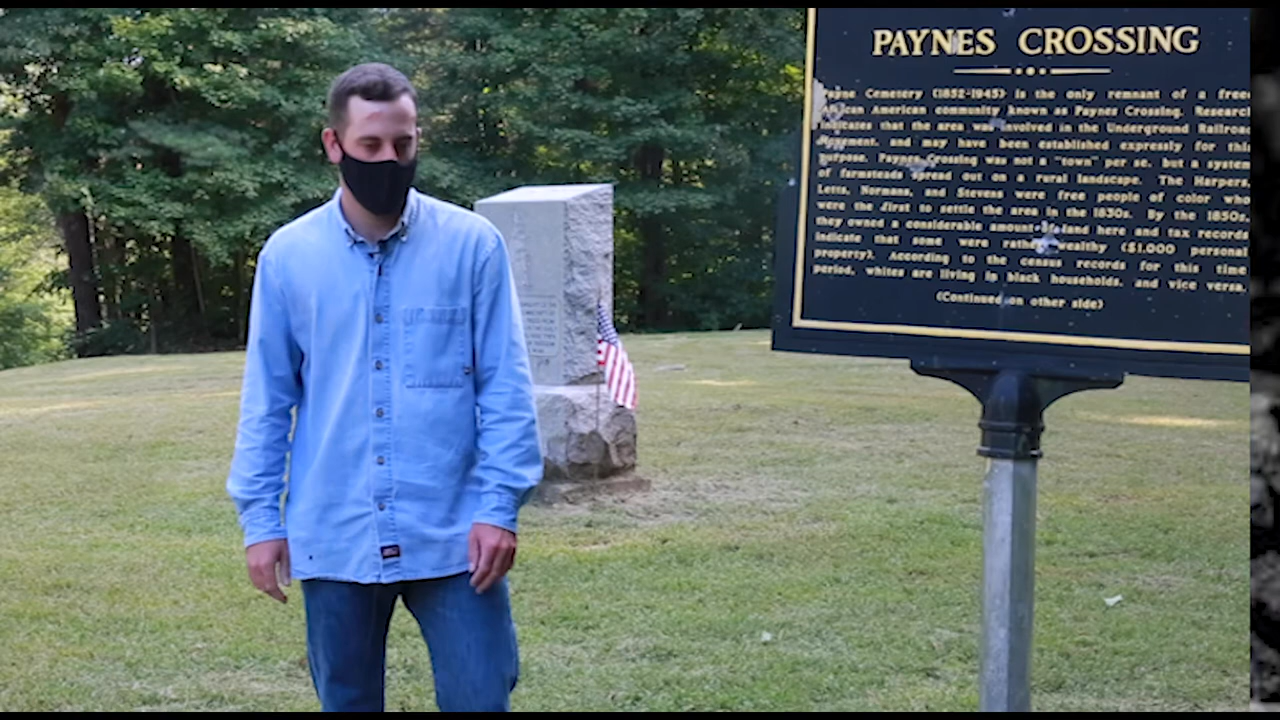 PAYNES CROSSING
Payne Cemetery (1852-1945) is the only remnant of a free
African American community known as Paynes Crossing. Research
indicates that the area was involved in the Underground Railroad
Movement, and may have been established expressly for this
purpose. Paynes Crossing was not a "town" per se, but a system
of farmsteads spread out on a rural landscape. The Harpers,
Letts, Normans, and Stevens were free people of color who
were the first to settle the area in the 1830s. By the 1850s,
they owned a considerable amount of land here and tax records
indicate that some were rather wealthy ($1,000 personal
property). According to the census records for this time
period, whites are living in black households, and vice versa.
(Continued on other side)